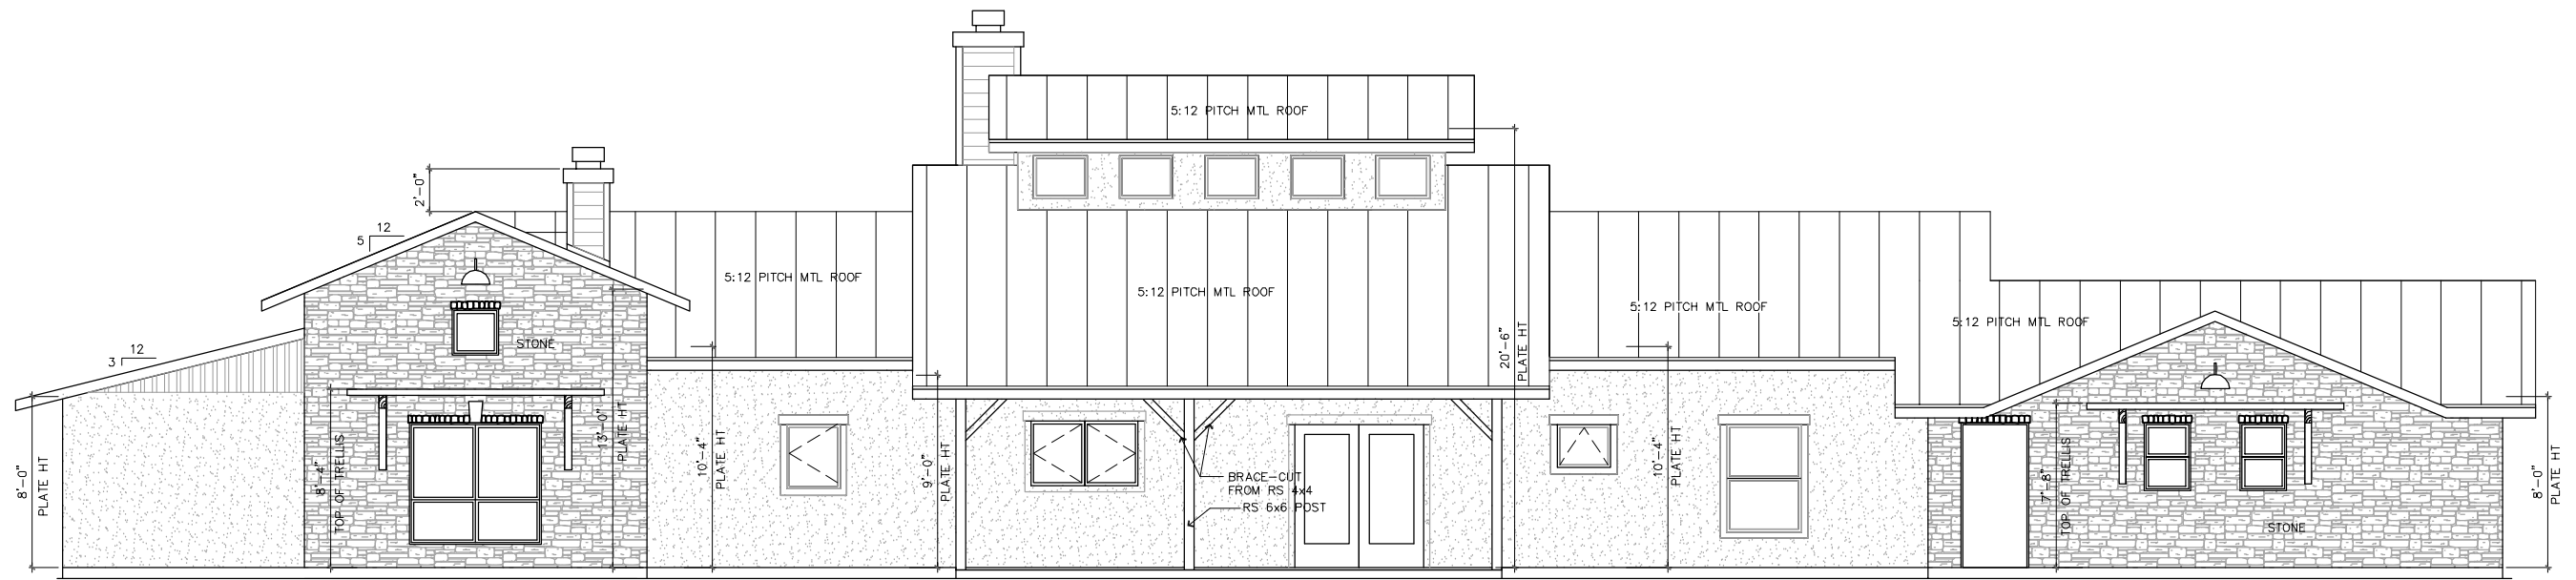 5:12 PITCH MTL ROOF
2'-0"
12
5
5:12 PITCH MTL ROOF
5:12 PITCH MTL ROOF
5:12 PITCH MTL ROOF
5:12 PITCH MTL ROOF
12
3
STONE
8'-0"
PLATE HT
8'-4"
TOP OF TRELLIS
13'-0"
PLATE HT
10'-4"
PLATE HT
9'-0"
PLATE HT
BRACE-CUT
FROM RS 4x4
RS 6x6 POST
20'-6"
PLATE HT
10'-4"
PLATE HT
7'-8"
TOP OF TRELLIS
STONE
8'-0"
PLATE HT